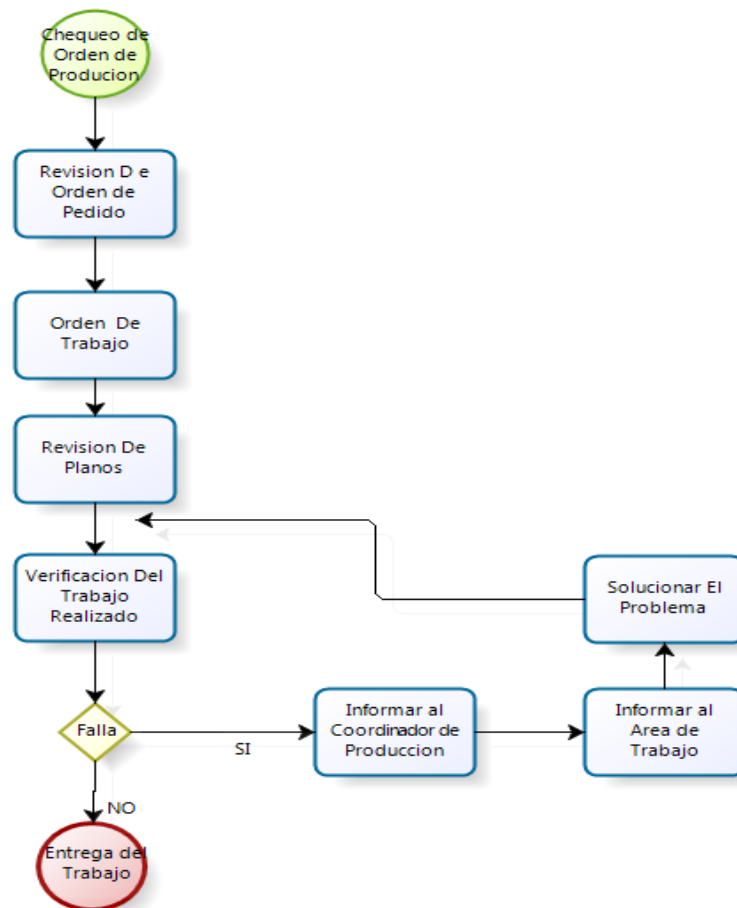 Chequeo de
Orden de
Producion
Revision D e
Orden de
Pedido
Orden De
Trabajo
Revision De
Planos
Verificacion Del
Trabajo
Realizado
Solucionar El
Problema
Falla
SI
Informar al
Coordinador de
Produccion
Informar al
Area de
Trabajo
NO
Entrega del
Trabajo